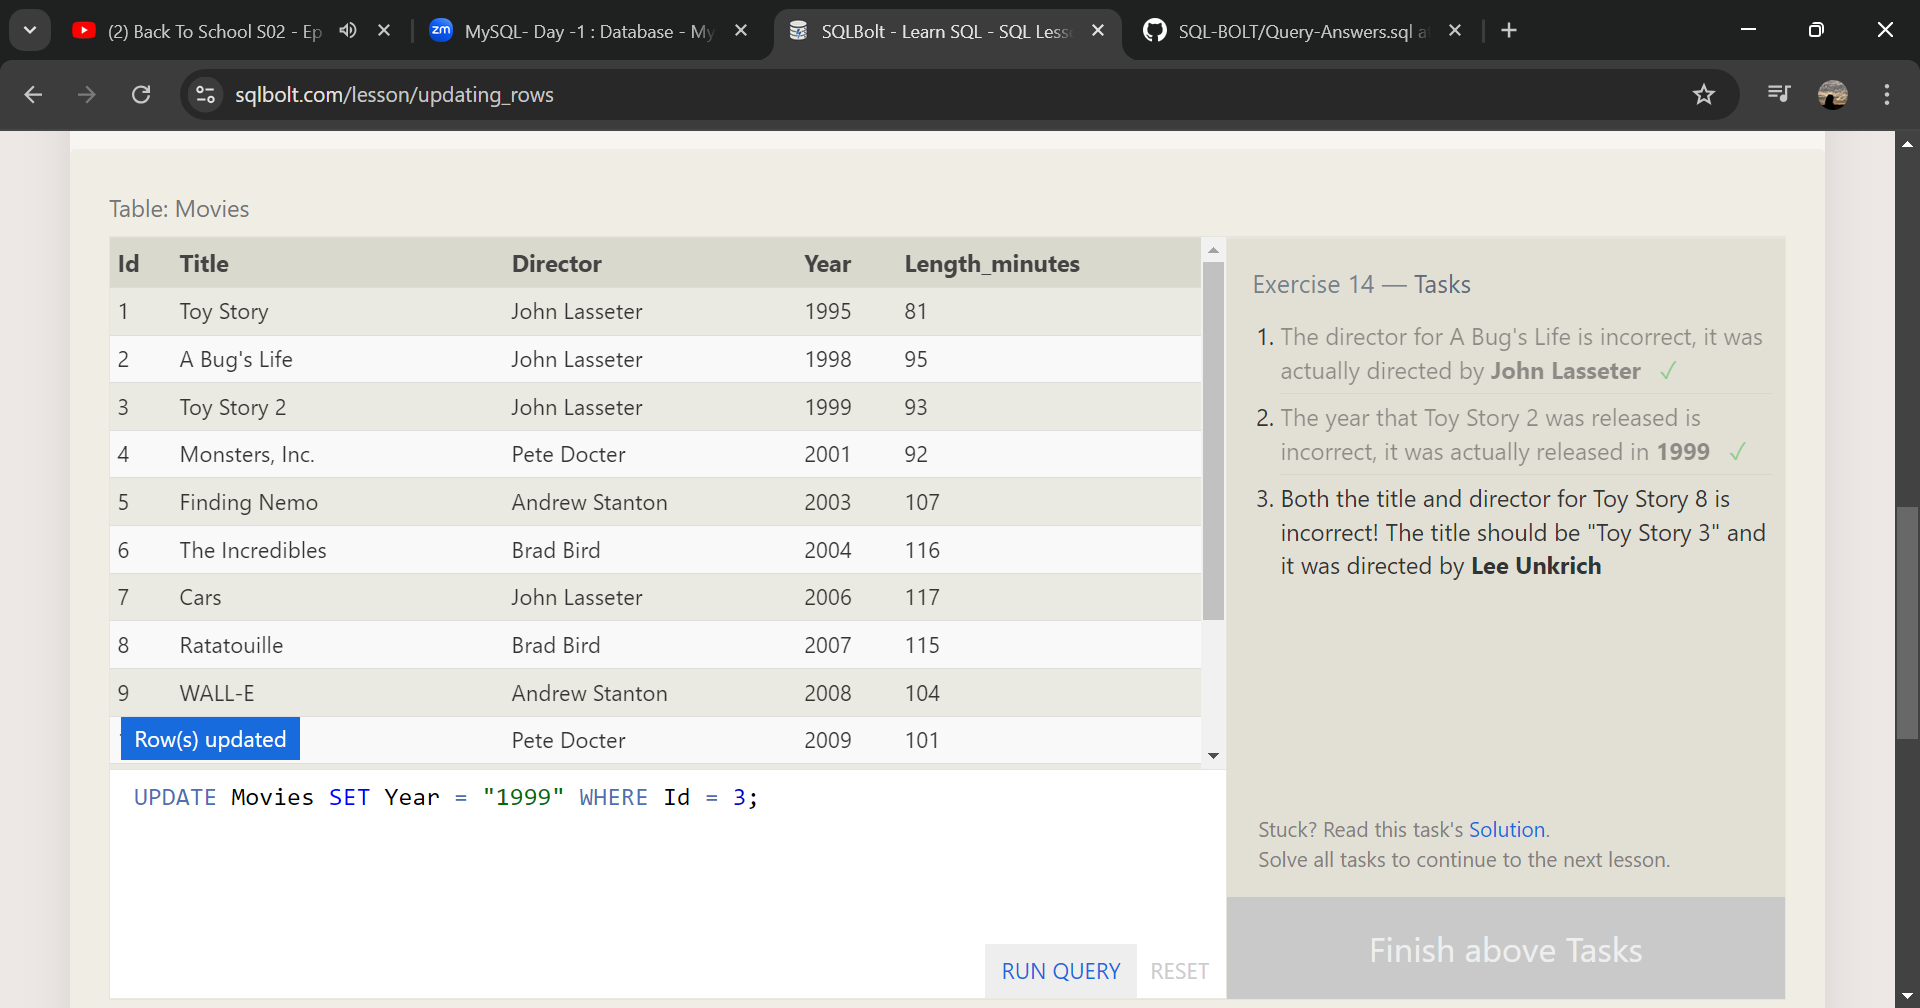 (2) Back To School S02 - Ep
zm MySQL- Day -1 : Database - My
SQLBolt - Learn SQL - SQL Less
SQL-BOLT/Query-Answers.sql a
sqlbolt.com/lesson/updating_rows
Table: Movies
Id Title Director Year Length_minutes
1 Toy Story John Lasseter 1995 81
2 A Bug's Life John Lasseter 1998 95
3 Toy Story 2 John Lasseter 1999 93
4 Monsters, Inc. Pete Docter 2001 92
5 Finding Nemo Andrew Stanton 2003 107
6 The Incredibles Brad Bird 2004 116
7 Cars John Lasseter 2006 117
8 Ratatouille Brad Bird 2007 115
9 WALL-E Andrew Stanton 2008 104
Row(s) updated Pete Docter 2009 101
UPDATE Movies SET Year = "1999" WHERE Id = 3;
RUN QUERY RESET
Exercise 14 — Tasks
1. The director for A Bug's Life is incorrect, it was
actually directed by John Lasseter ✓
2. The year that Toy Story 2 was released is
incorrect, it was actually released in 1999 ✓
3. Both the title and director for Toy Story 8 is
incorrect! The title should be "Toy Story 3" and
it was directed by Lee Unkrich
Stuck? Read this task's Solution.
Solve all tasks to continue to the next lesson.
Finish above Tasks